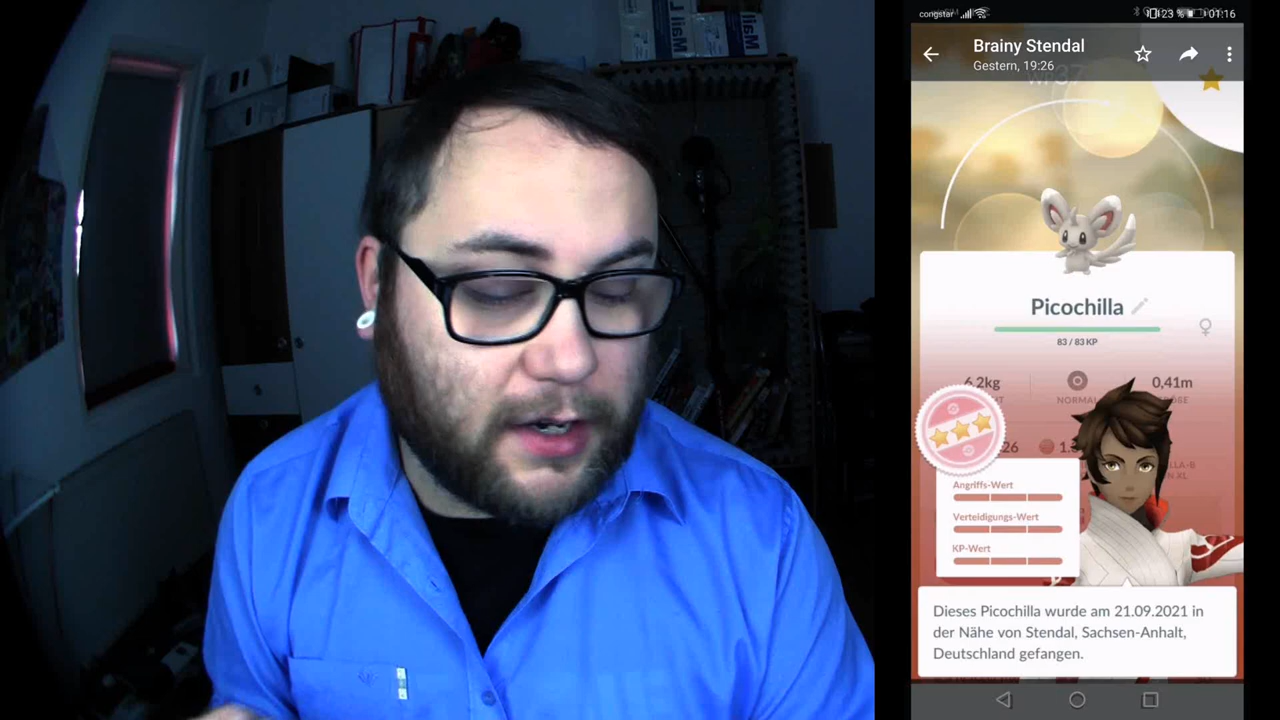 congstar 23 % 01:16
Brainy Stendal
Gestern, 19:26
WP37
Picochilla
83 / 83 KP
6,2kg NORMAL 0,41m
Angriffs-Wert
Verteidigungs-Wert
KP-Wert
Dieses Picochilla wurde am 21.09.2021 in
der Nähe von Stendal, Sachsen-Anhalt,
Deutschland gefangen.